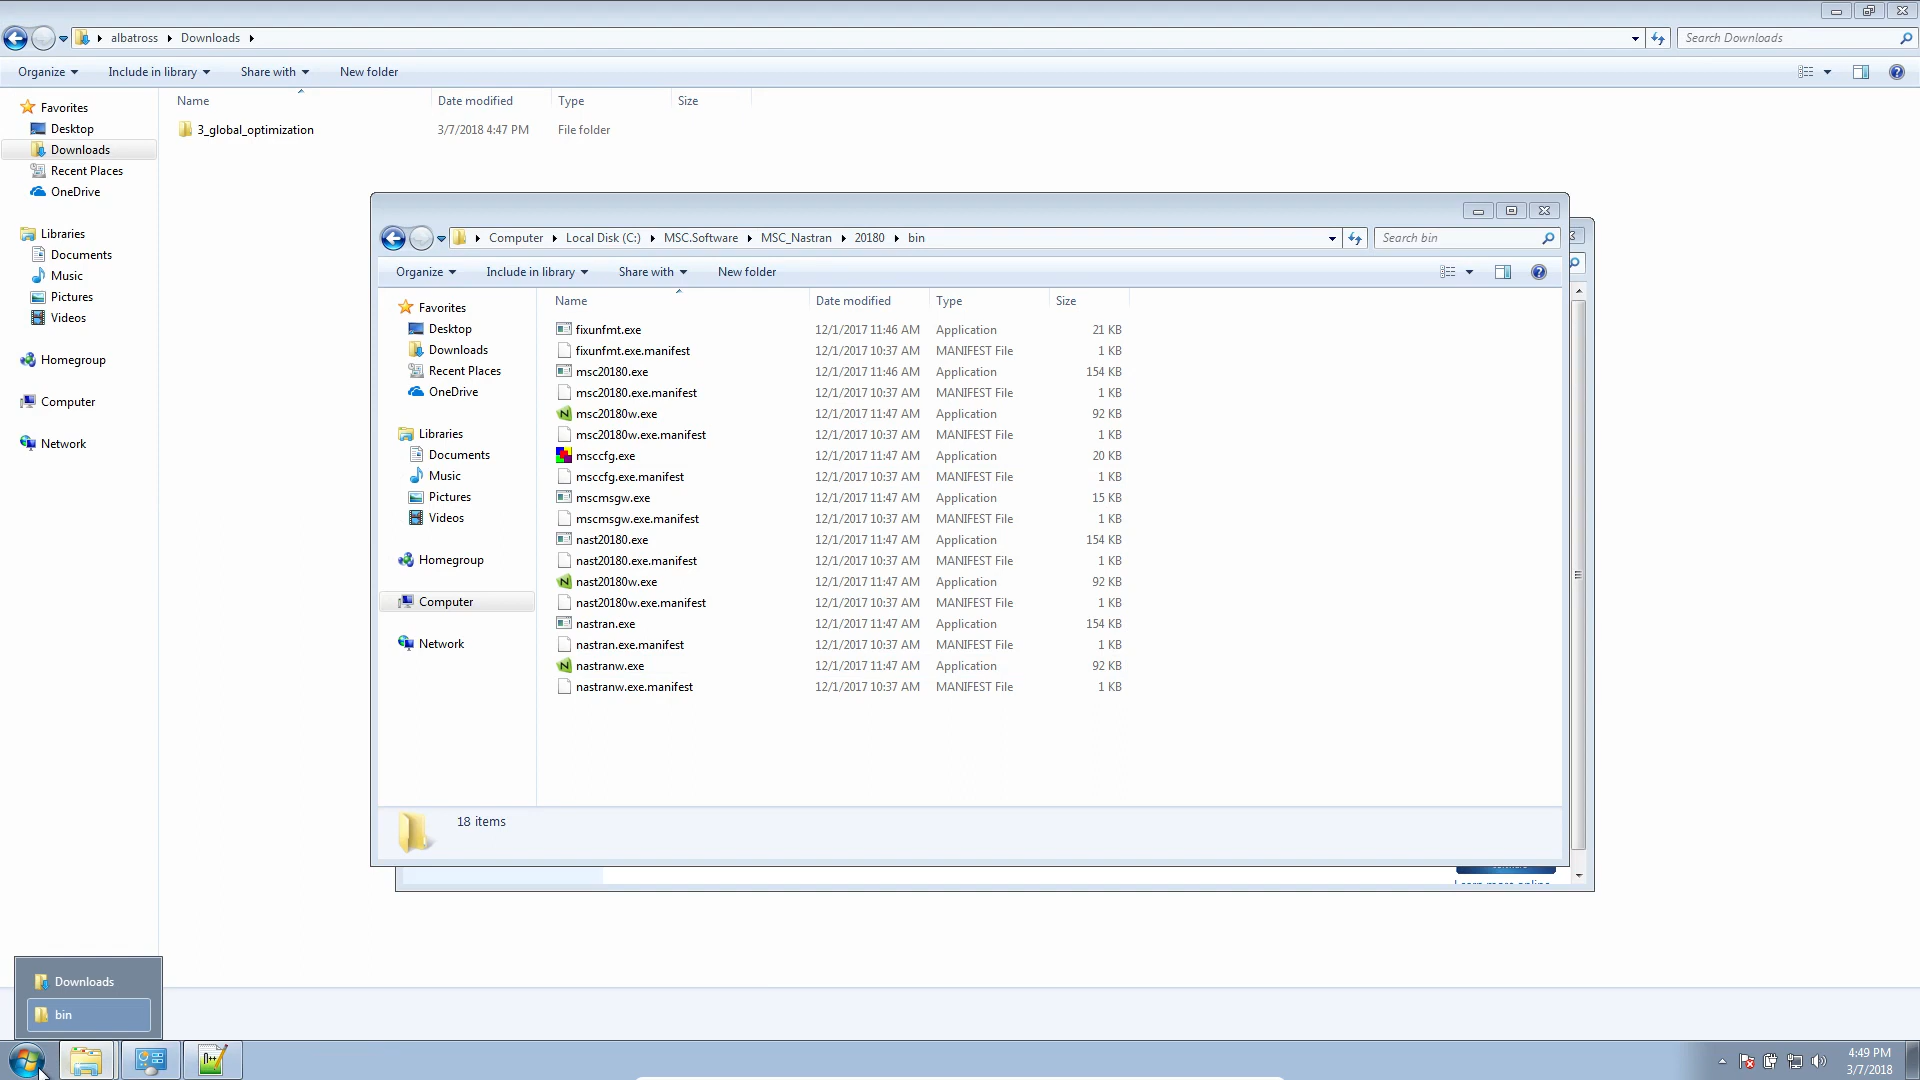 albatross Downloads
Search Downloads
Organize Include in library Share with New folder
Name Date modified Type Size
3_global_optimization 3/7/2018 4:47 PM File folder
Favorites
Desktop
Downloads
Recent Places
OneDrive
Libraries
Documents
Music
Pictures
Videos
Homegroup
Computer
Network
Computer Local Disk (C:) MSC.Software MSC_Nastran 20180 bin
Search bin
Organize Include in library Share with New folder
Favorites
Desktop
Downloads
Recent Places
OneDrive
Libraries
Documents
Music
Pictures
Videos
Homegroup
Computer
Network
Name Date modified Type Size
fixunfmt.exe 12/1/2017 11:46 AM Application 21 KB
fixunfmt.exe.manifest 12/1/2017 10:37 AM MANIFEST File 1 KB
msc20180.exe 12/1/2017 11:46 AM Application 154 KB
msc20180.exe.manifest 12/1/2017 10:37 AM MANIFEST File 1 KB
msc20180w.exe 12/1/2017 11:47 AM Application 92 KB
msc20180w.exe.manifest 12/1/2017 10:37 AM MANIFEST File 1 KB
msccfg.exe 12/1/2017 11:47 AM Application 20 KB
msccfg.exe.manifest 12/1/2017 10:37 AM MANIFEST File 1 KB
mscmsgw.exe 12/1/2017 11:47 AM Application 15 KB
mscmsgw.exe.manifest 12/1/2017 10:37 AM MANIFEST File 1 KB
nast20180.exe 12/1/2017 11:47 AM Application 154 KB
nast20180.exe.manifest 12/1/2017 10:37 AM MANIFEST File 1 KB
nast20180w.exe 12/1/2017 11:47 AM Application 92 KB
nast20180w.exe.manifest 12/1/2017 10:37 AM MANIFEST File 1 KB
nastran.exe 12/1/2017 11:47 AM Application 154 KB
nastran.exe.manifest 12/1/2017 10:37 AM MANIFEST File 1 KB
nastranw.exe 12/1/2017 11:47 AM Application 92 KB
nastranw.exe.manifest 12/1/2017 10:37 AM MANIFEST File 1 KB
18 items
Learn more online
Downloads
bin
4:49 PM
3/7/2018